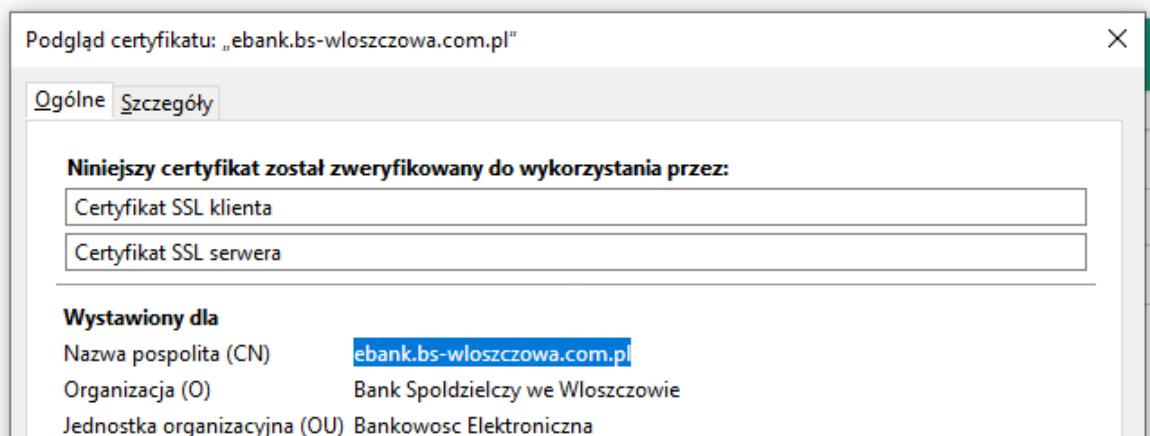 Podgląd certyfikatu: „ebank.bs-wloszczowa.com.pl”
Ogólne Szczegóły
Niniejszy certyfikat został zweryfikowany do wykorzystania przez:
Certyfikat SSL klienta
Certyfikat SSL serwera
Wystawiony dla
Nazwa pospolita (CN) ebank.bs-wloszczowa.com.pl
Organizacja (O) Bank Spoldzielczy we Wloszczowie
Jednostka organizacyjna (OU) Bankowosc Elektroniczna